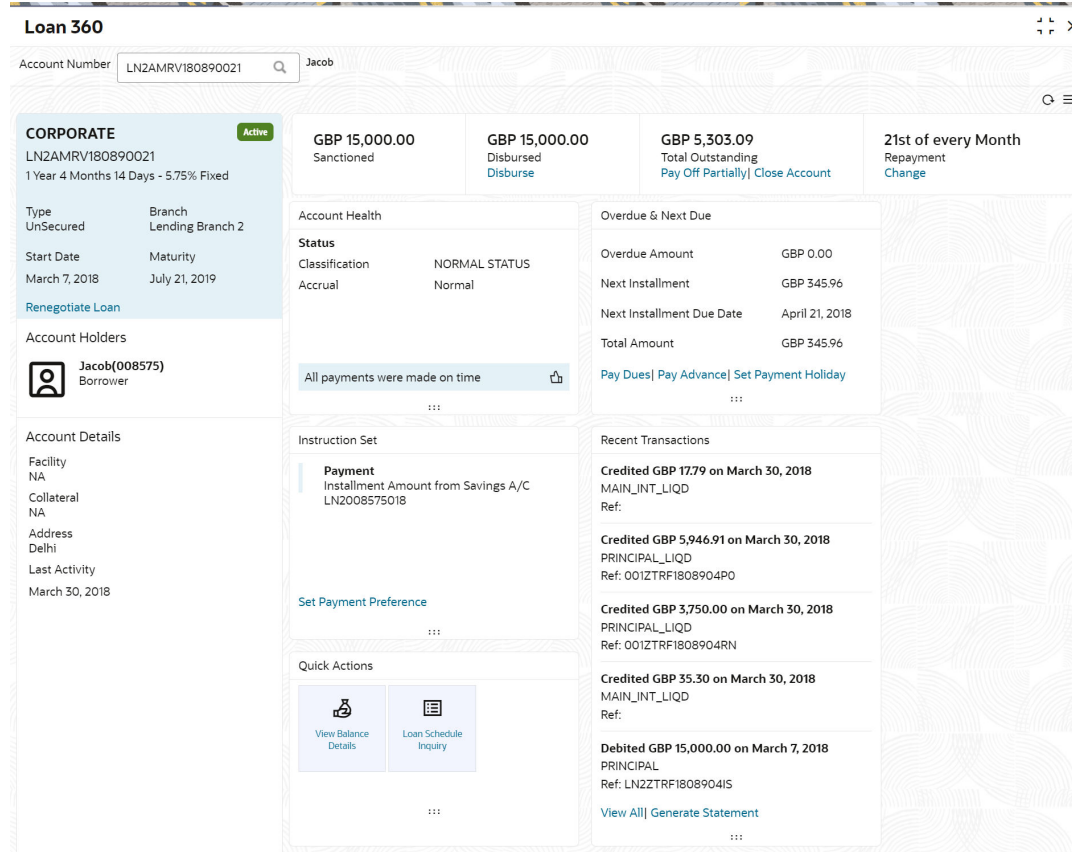 Loan 360
Account Number LN2AMRV180890021 Jacob
CORPORATE Active
LN2AMRV180890021
1 Year 4 Months 14 Days - 5.75% Fixed
Type Branch
UnSecured Lending Branch 2
Start Date Maturity
March 7, 2018 July 21, 2019
Renegotiate Loan
Account Holders
Jacob(008575)
Borrower
Account Details
Facility
NA
Collateral
NA
Address
Delhi
Last Activity
March 30, 2018
GBP 15,000.00
Sanctioned
GBP 15,000.00
Disbursed
Disburse
GBP 5,303.09
Total Outstanding
Pay Off Partially| Close Account
21st of every Month
Repayment
Change
Account Health
Status
Classification NORMAL STATUS
Accrual Normal
All payments were made on time
Overdue & Next Due
Overdue Amount GBP 0.00
Next Installment GBP 345.96
Next Installment Due Date April 21, 2018
Total Amount GBP 345.96
Pay Dues| Pay Advance| Set Payment Holiday
Instruction Set
Payment
Installment Amount from Savings A/C
LN2008575018
Set Payment Preference
Quick Actions
View Balance
Details
Loan Schedule
Inquiry
Recent Transactions
Credited GBP 17.79 on March 30, 2018
MAIN_INT_LIQD
Ref:
Credited GBP 5,946.91 on March 30, 2018
PRINCIPAL_LIQD
Ref: 001ZTRF1808904P0
Credited GBP 3,750.00 on March 30, 2018
PRINCIPAL_LIQD
Ref: 001ZTRF1808904RN
Credited GBP 35.30 on March 30, 2018
MAIN_INT_LIQD
Ref:
Debited GBP 15,000.00 on March 7, 2018
PRINCIPAL
Ref: LN2ZTRF1808904IS
View All| Generate Statement